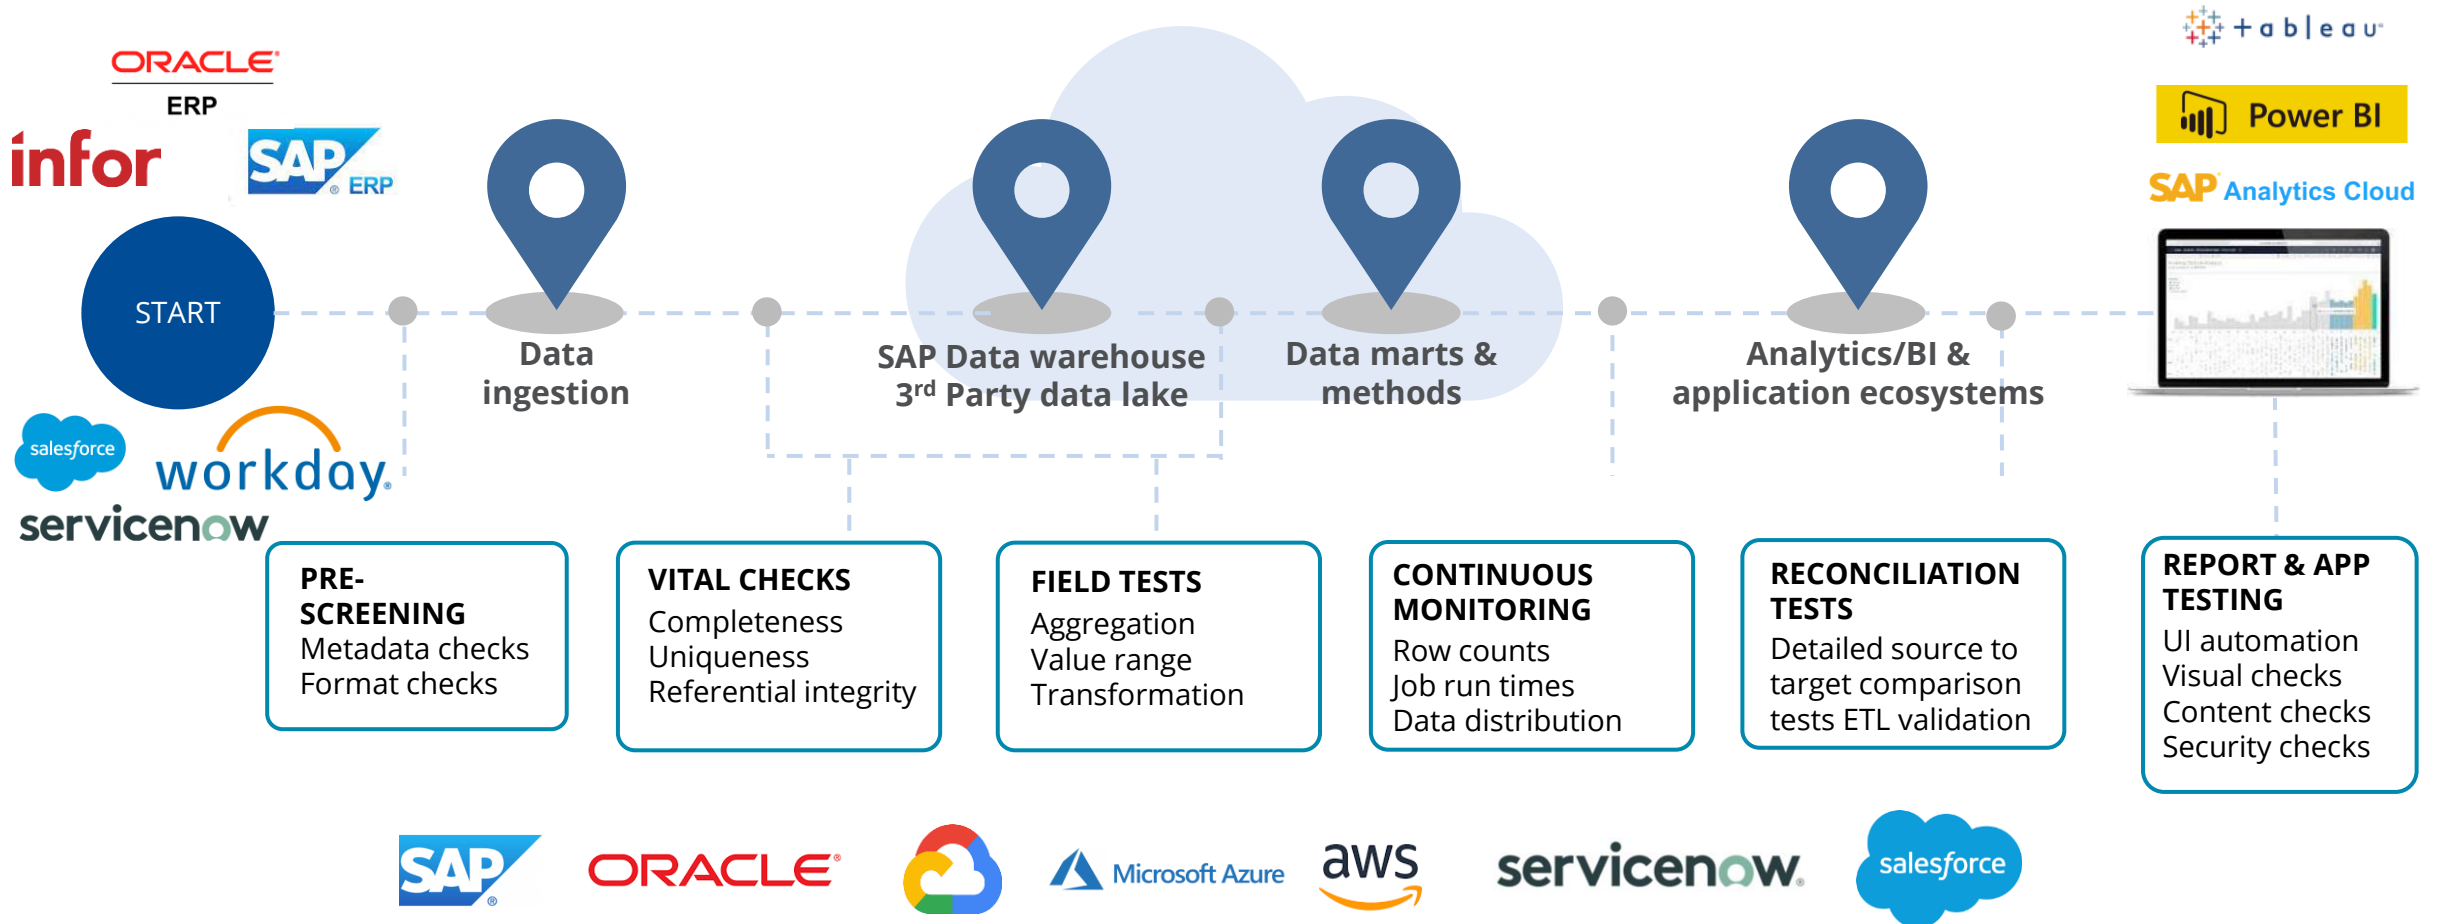 ORACLE
ERP
infor
SAP ERP
START
salesforce
workday
servicenow
Data
ingestion
SAP Data warehouse
3rd Party data lake
Data marts &
methods
Analytics/BI &
application ecosystems
+ableau
Power BI
SAP Analytics Cloud
PRE-
SCREENING
Metadata checks
Format checks
VITAL CHECKS
Completeness
Uniqueness
Referential integrity
FIELD TESTS
Aggregation
Value range
Transformation
CONTINUOUS
MONITORING
Row counts
Job run times
Data distribution
RECONCILIATION
TESTS
Detailed source to
target comparison
tests ETL validation
REPORT & APP
TESTING
UI automation
Visual checks
Content checks
Security checks
SAP
ORACLE
Microsoft Azure
aws
servicenow
salesforce